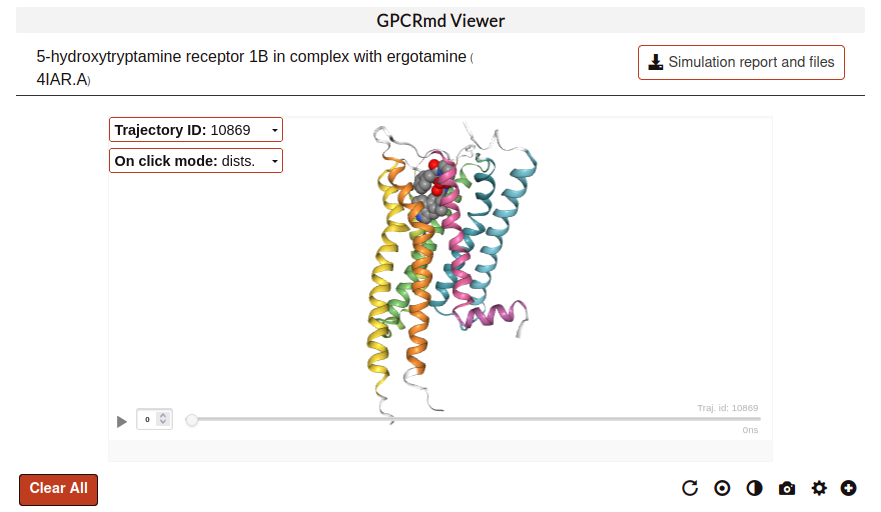 GPCRmd Viewer
5-hydroxytryptamine receptor 1B in complex with ergotamine (
4IAR.A)
Simulation report and files
Trajectory ID: 10869
On click mode: dists.
Traj. id: 10869
0
0ns
Clear All